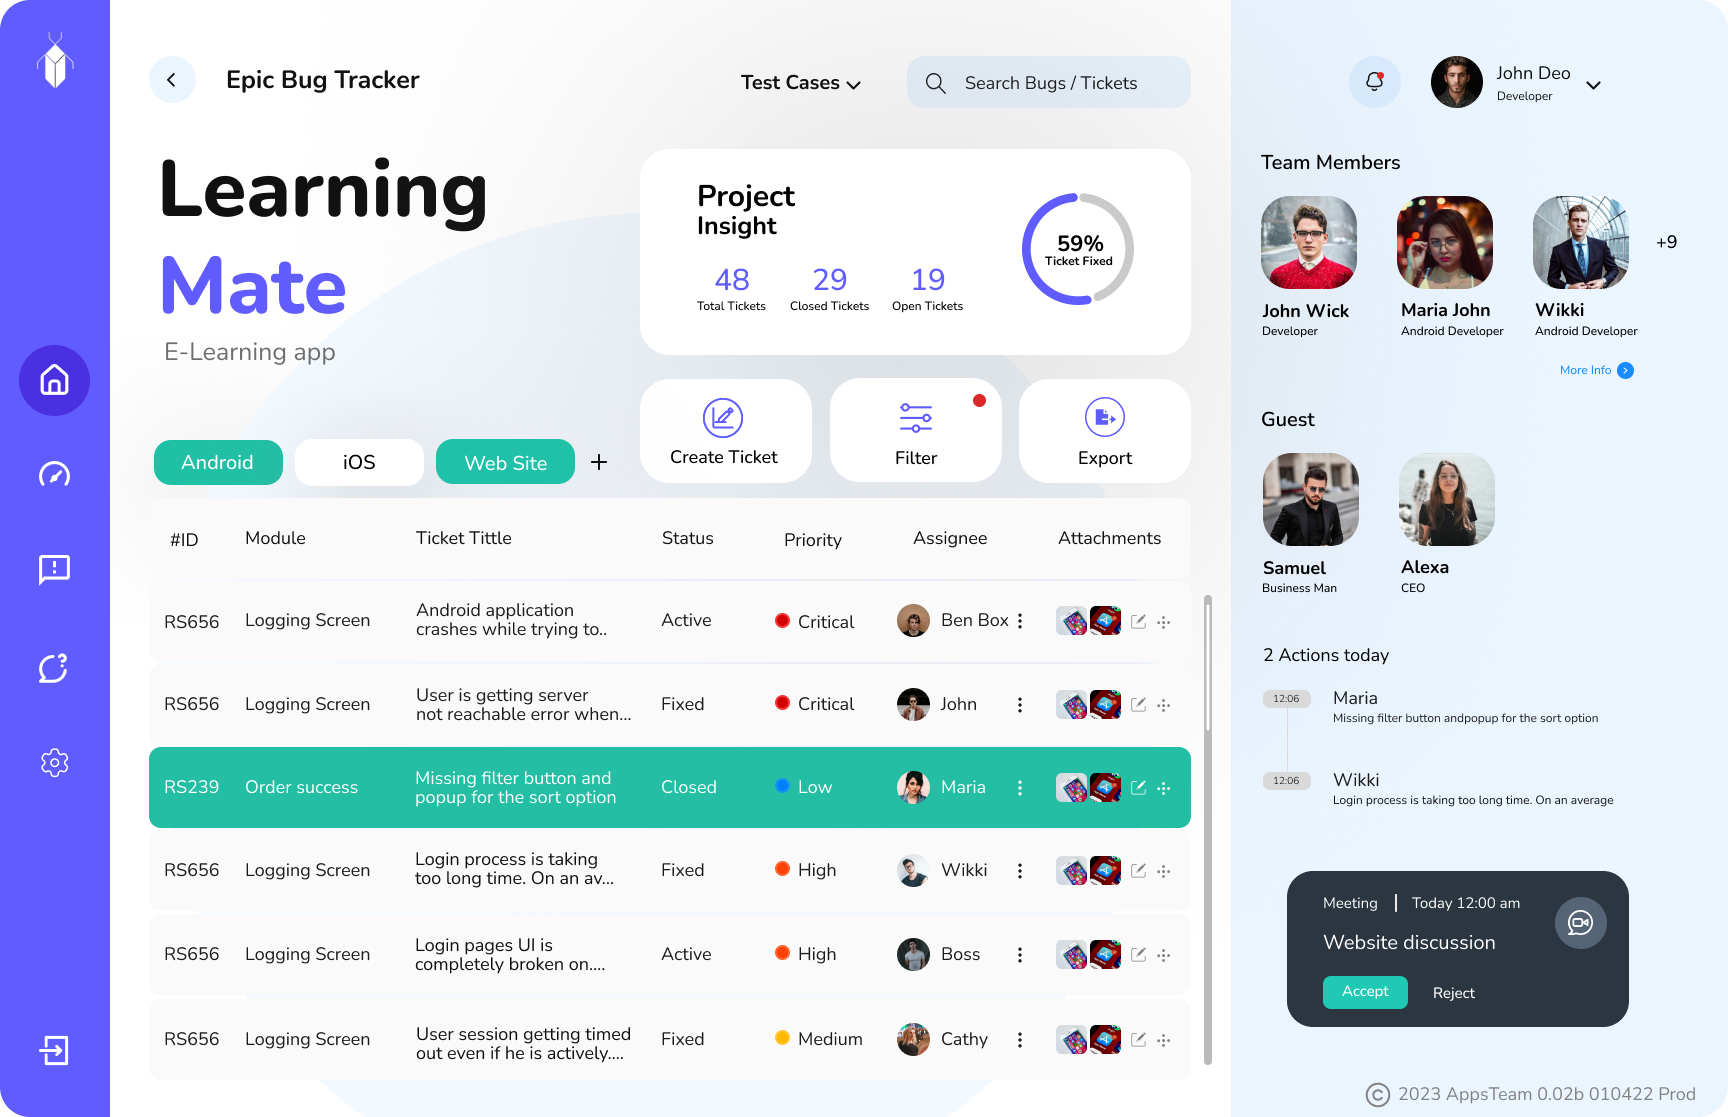 Epic Bug Tracker
Test Cases
Search Bugs / Tickets
John Deo
Developer
Learning
Mate
E-Learning app
Project
Insight
48
Total Tickets
29
Closed Tickets
19
Open Tickets
59%
Ticket Fixed
Create Ticket
Filter
Export
Android
iOS
Web Site
+
#ID Module Ticket Tittle Status Priority Assignee Attachments
RS656 Logging Screen Android application
crashes while trying to.. Active Critical Ben Box
RS656 Logging Screen User is getting server
not reachable error when... Fixed Critical John
RS239 Order success Missing filter button and
popup for the sort option Closed Low Maria
RS656 Logging Screen Login process is taking
too long time. On an av... Fixed High Wikki
RS656 Logging Screen Login pages UI is
completely broken on.... Active High Boss
RS656 Logging Screen User session getting timed
out even if he is actively.... Fixed Medium Cathy
Team Members
John Wick
Developer
Maria John
Android Developer
Wikki
Android Developer
+9
More Info
Guest
Samuel
Business Man
Alexa
CEO
2 Actions today
12:06 Maria
Missing filter button andpopup for the sort option
12:06 Wikki
Login process is taking too long time. On an average
Meeting | Today 12:00 am
Website discussion
Accept Reject
© 2023 AppsTeam 0.02b 010422 Prod